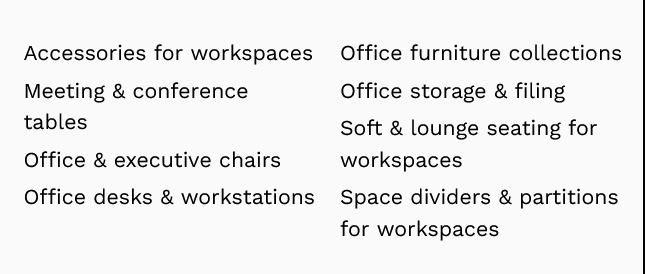 Accessories for workspaces
Meeting & conference
tables
Office & executive chairs
Office desks & workstations
Office furniture collections
Office storage & filing
Soft & lounge seating for
workspaces
Space dividers & partitions
for workspaces